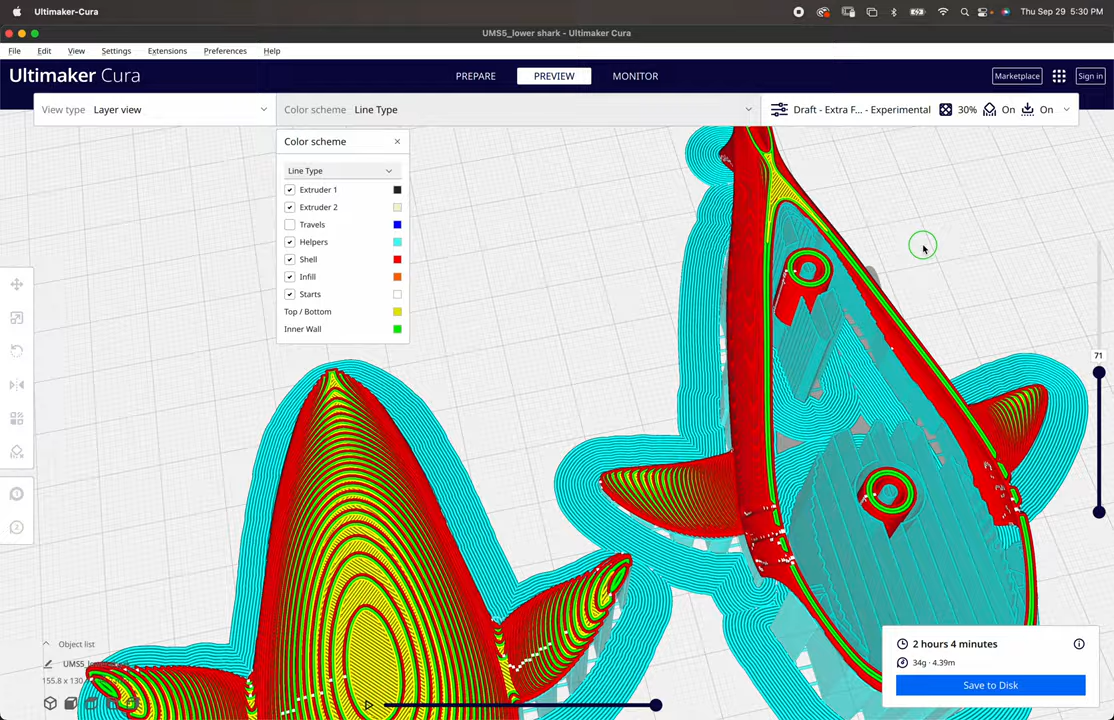 Ultimaker-Cura
Thu Sep 29 5:30 PM
UMS5_lower shark - Ultimaker Cura
File Edit View Settings Extensions Preferences Help
Ultimaker Cura
PREPARE PREVIEW MONITOR
Marketplace
Sign in
View type Layer view
Color scheme Line Type
Draft - Extra F... - Experimental 30% On On
Color scheme
Line Type
Extruder 1
Extruder 2
Travels
Helpers
Shell
Infill
Starts
Top / Bottom
Inner Wall
71
1
2
Object list
2 hours 4 minutes
34g · 4.39m
Save to Disk